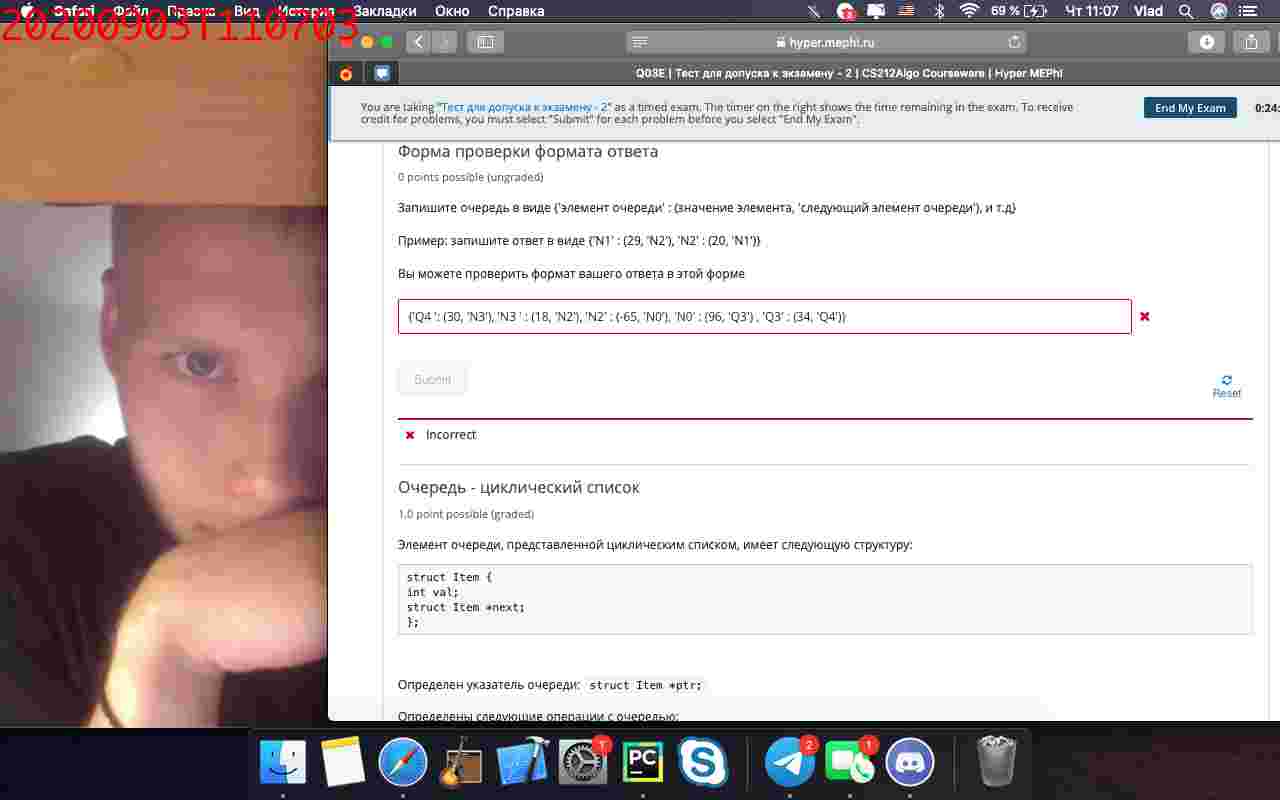 20200903T110703
Safari Файл Правка Вид История Закладки Окно Справка
69 % Чт 11:07 Vlad
hyper.mephi.ru
Q03E | Тест для допуска к экзамену - 2 | CS212Algo Courseware | Hyper MEPhI
You are taking "Тест для допуска к экзамену - 2" as a timed exam. The timer on the right shows the time remaining in the exam. To receive
credit for problems, you must select "Submit" for each problem before you select "End My Exam".
End My Exam
0:24:
Форма проверки формата ответа
0 points possible (ungraded)
Запишите очередь в виде {'элемент очереди' : (значение элемента, 'следующий элемент очереди'), и т.д}
Пример: запишите ответ в виде {'N1' : (29, 'N2'), 'N2' : (20, 'N1')}
Вы можете проверить формат вашего ответа в этой форме
{'Q4 ': (30, 'N3'), 'N3 ' : (18, 'N2'), 'N2' : (-65, 'N0'), 'N0' : (96, 'Q3') , 'Q3' : (34, 'Q4')}
Submit
Reset
Incorrect
Очередь - циклический список
1.0 point possible (graded)
Элемент очереди, представленной циклическим списком, имеет следующую структуру:
struct Item {
int val;
struct Item *next;
};
Определен указатель очереди: struct Item *ptr;
Определены следующие операции с очередью:
1
PC
2
1